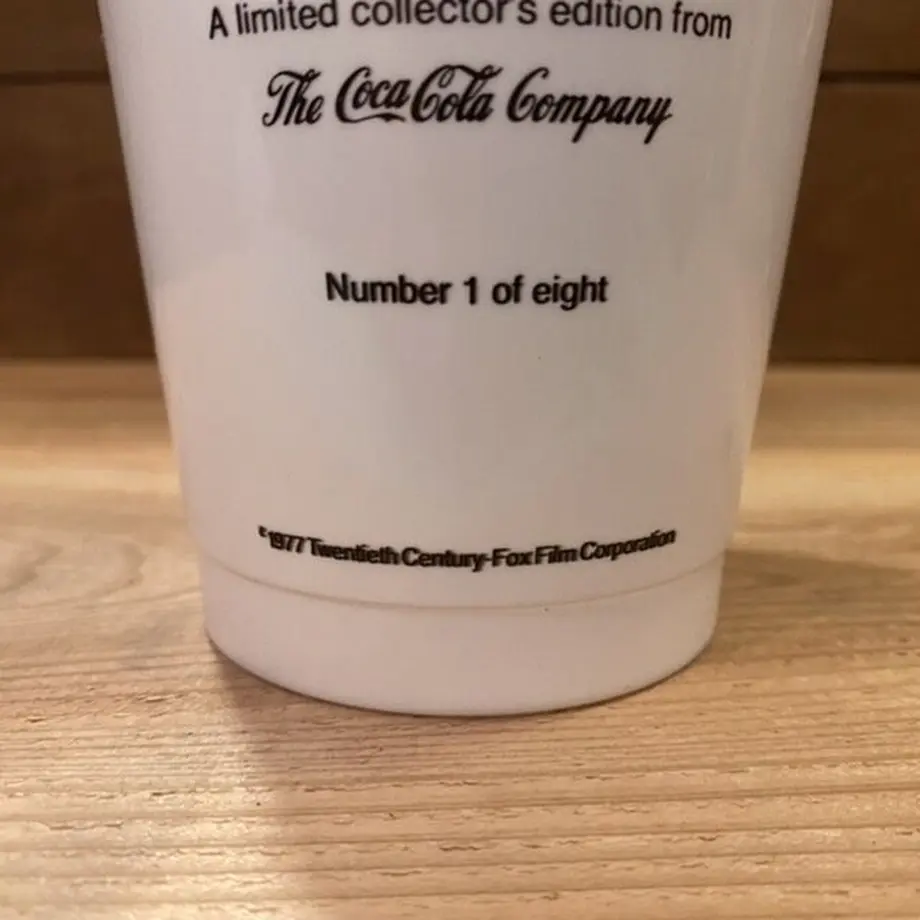 A limited collector's edition from
The Coca-Cola Company
Number 1 of eight
©1977 Twentieth Century-Fox Film Corporation